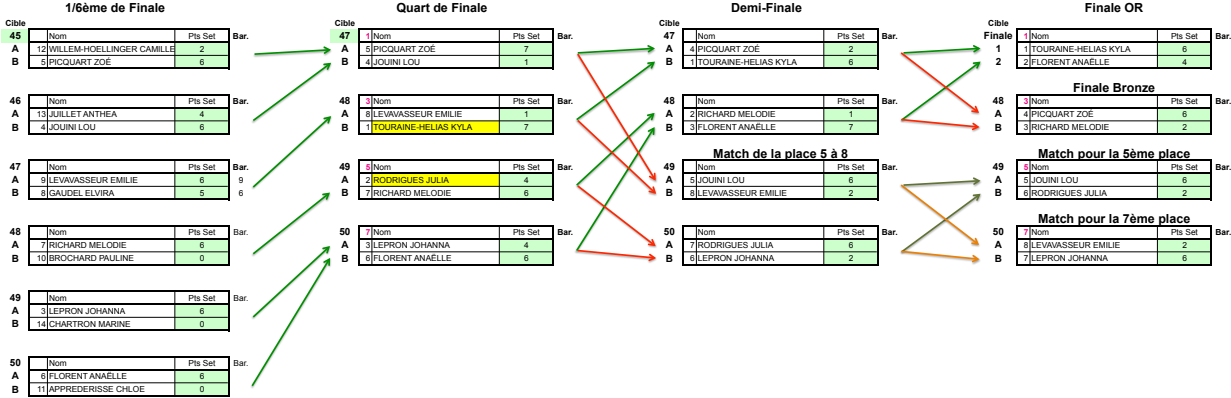 1/6ème de Finale
Cible
45 Nom Pts Set Bar.
A 12 WILLEM-HOELLINGER CAMILLE 2
B 5 PICQUART ZOÉ 6
46 Nom Pts Set Bar.
A 13 JUILLET ANTHEA 4
B 4 JOUINI LOU 6
47 Nom Pts Set Bar.
A 9 LEVAVASSEUR EMILIE 6 9
B 8 GAUDEL ELVIRA 5 6
48 Nom Pts Set Bar.
A 7 RICHARD MELODIE 6
B 10 BROCHARD PAULINE 0
49 Nom Pts Set Bar.
A 3 LEPRON JOHANNA 6
B 14 CHARTRON MARINE 0
50 Nom Pts Set Bar.
A 6 FLORENT ANAËLLE 6
B 11 APPREDERISSE CHLOE 0
Quart de Finale
Cible
47 1 Nom Pts Set Bar.
A 5 PICQUART ZOÉ 7
B 4 JOUINI LOU 1
48 3 Nom Pts Set Bar.
A 8 LEVAVASSEUR EMILIE 1
B 1 TOURAINE-HELIAS KYLA 7
49 5 Nom Pts Set Bar.
A 2 RODRIGUES JULIA 4
B 7 RICHARD MELODIE 6
50 7 Nom Pts Set Bar.
A 3 LEPRON JOHANNA 4
B 6 FLORENT ANAËLLE 6
Demi-Finale
Cible
47 Nom Pts Set Bar.
A 4 PICQUART ZOÉ 2
B 1 TOURAINE-HELIAS KYLA 6
48 Nom Pts Set Bar.
A 2 RICHARD MELODIE 1
B 3 FLORENT ANAËLLE 7
Match de la place 5 à 8
49 Nom Pts Set Bar.
A 5 JOUINI LOU 6
B 8 LEVAVASSEUR EMILIE 2
50 Nom Pts Set Bar.
A 7 RODRIGUES JULIA 6
B 6 LEPRON JOHANNA 2
Finale OR
Cible
Finale 1 Nom Pts Set Bar.
1 1 TOURAINE-HELIAS KYLA 6
2 2 FLORENT ANAËLLE 4
Finale Bronze
48 3 Nom Pts Set Bar.
A 4 PICQUART ZOÉ 6
B 3 RICHARD MELODIE 2
Match pour la 5ème place
49 5 Nom Pts Set Bar.
A 5 JOUINI LOU 6
B 6 RODRIGUES JULIA 2
Match pour la 7ème place
50 7 Nom Pts Set Bar.
A 8 LEVAVASSEUR EMILIE 2
B 7 LEPRON JOHANNA 6